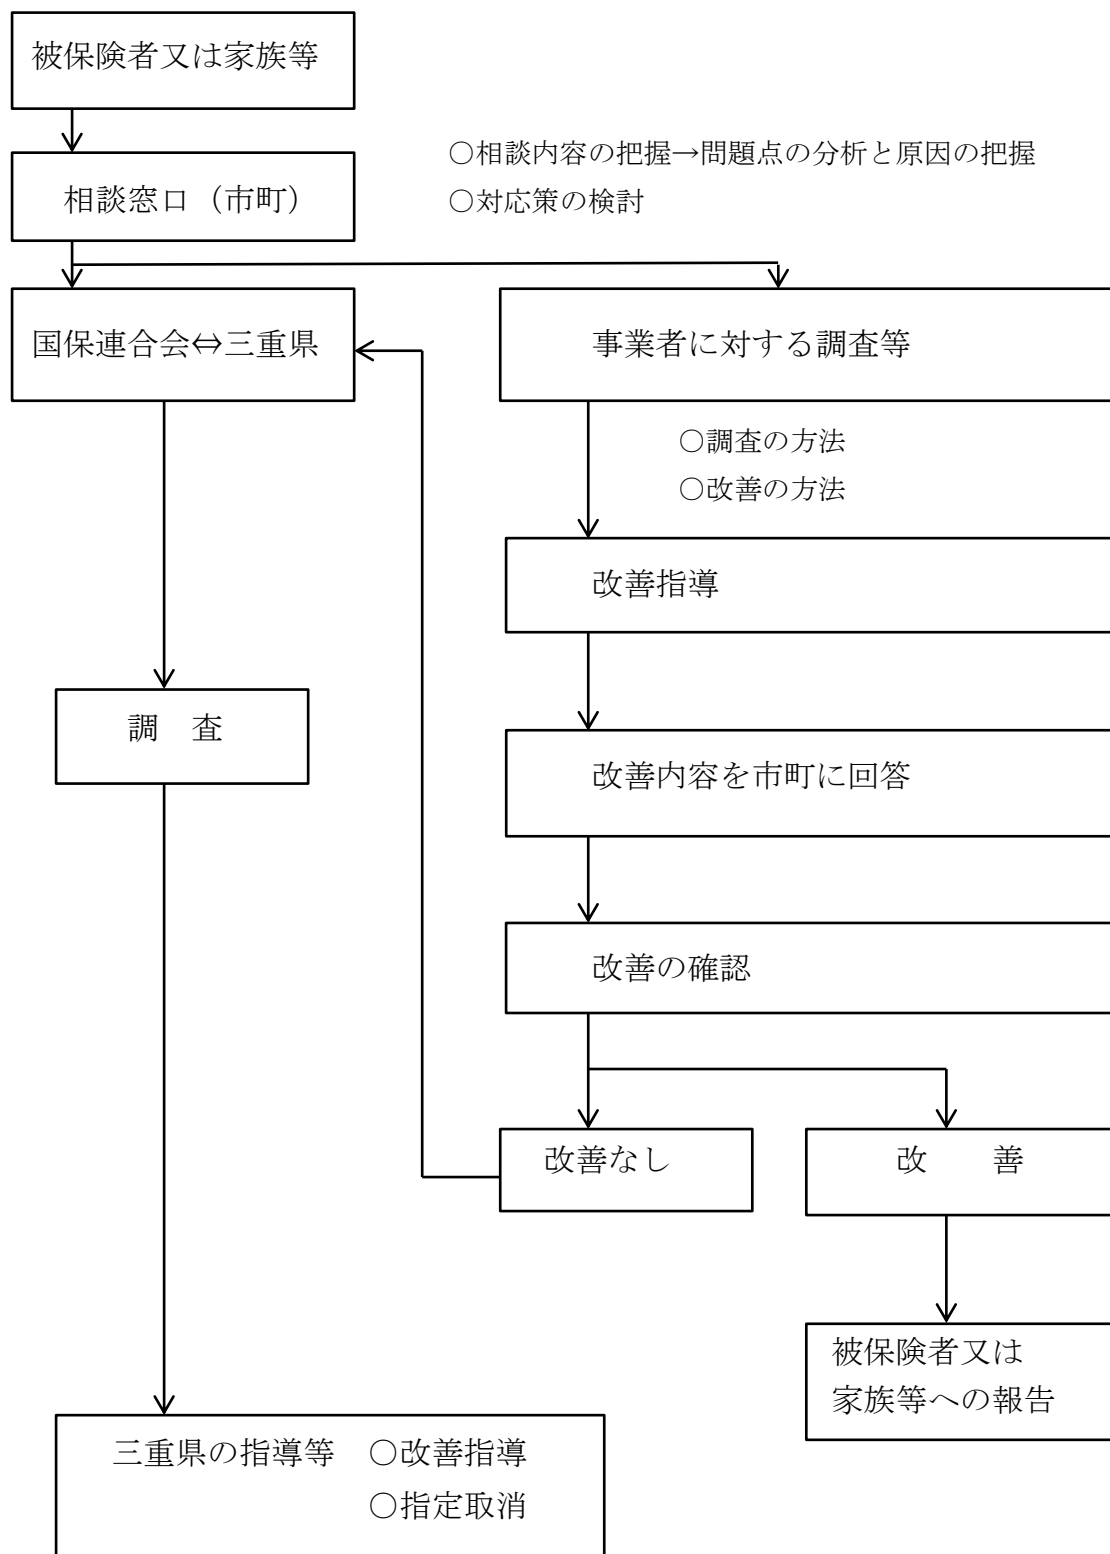 被保険者又は家族等
○相談内容の把握→問題点の分析と原因の把握
相談窓口（市町）
○対応策の検討
国保連合会⇔三重県
事業者に対する調査等
○調査の方法
○改善の方法
改善指導
調　査
改善内容を市町に回答
改善の確認
改善なし
改　　善
被保険者又は
家族等への報告
三重県の指導等　○改善指導
○指定取消